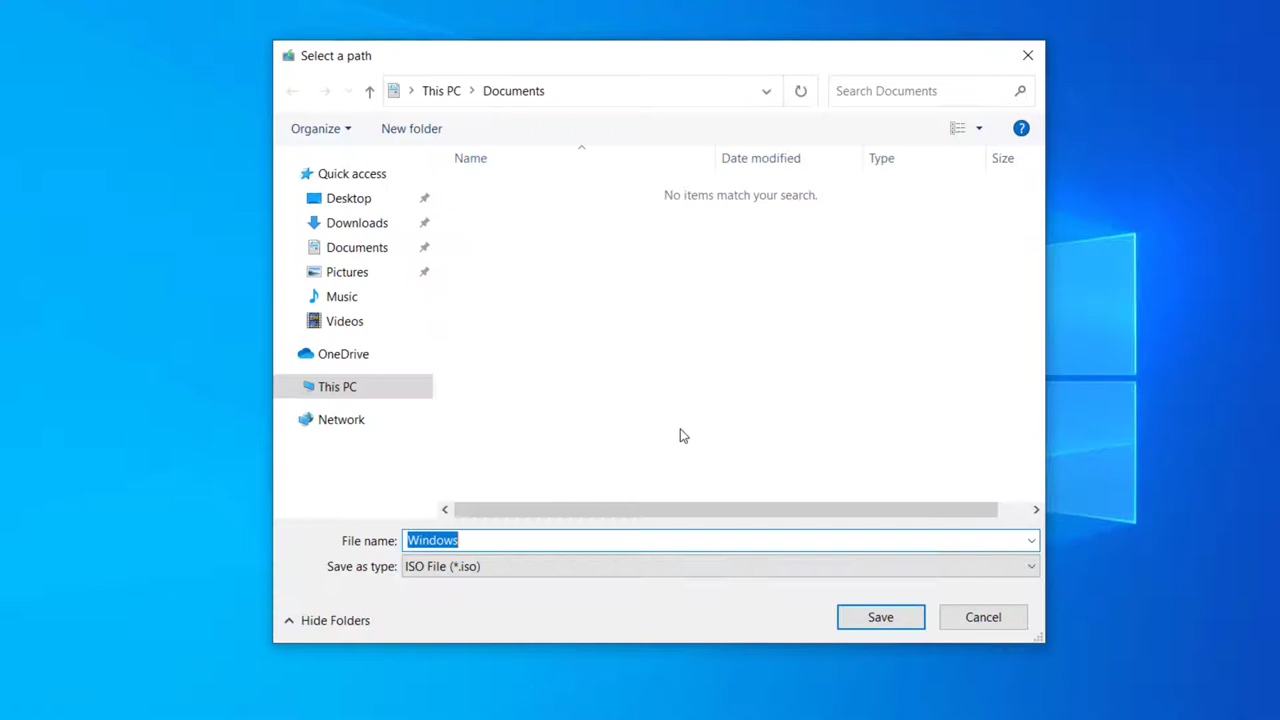 Select a path
This PC
Documents
Search Documents
Organize
New folder
?
Name
Date modified
Type
Size
No items match your search.
Quick access
Desktop
Downloads
Documents
Pictures
Music
Videos
OneDrive
This PC
Network
File name: Windows
Save as type: ISO File (*.iso)
Hide Folders
Save
Cancel